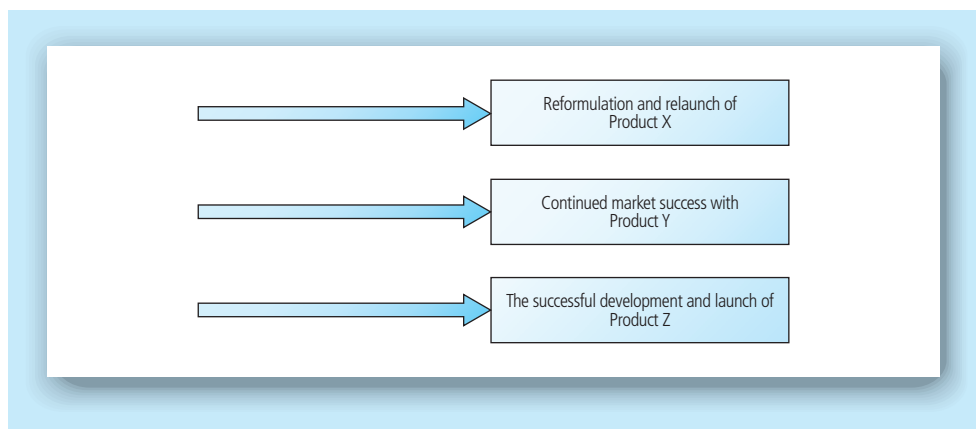 Reformulation and relaunch of
Product X
Continued market success with
Product Y
The successful development and launch of
Product Z